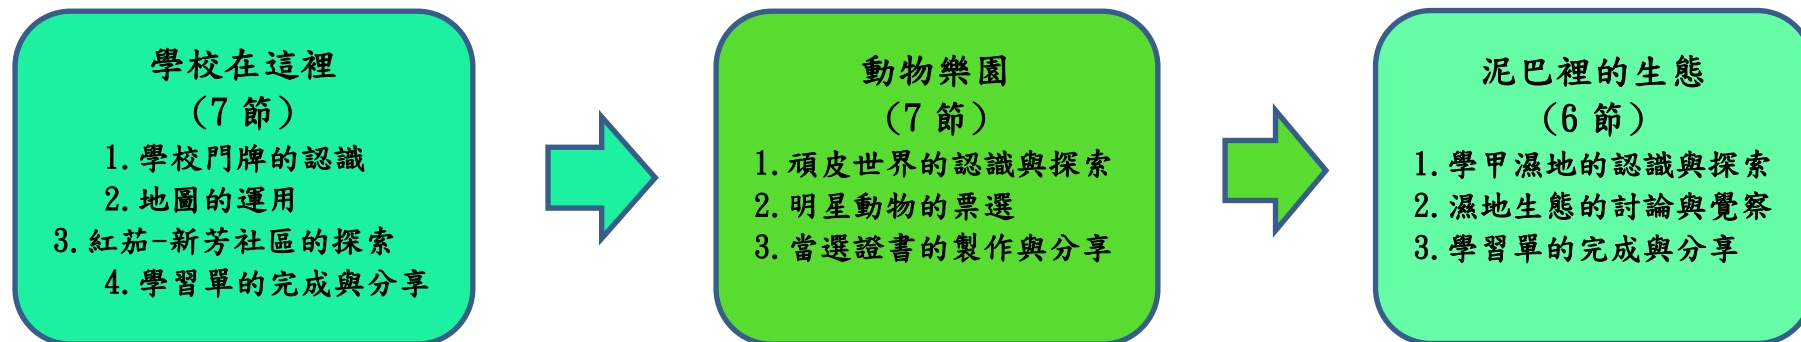 學校在這裡
(7 節)
1.學校門牌的認識
2.地圖的運用
3.紅茄-新芳社區的探索
4.學習單的完成與分享
動物樂園
(7 節)
1.頑皮世界的認識與探索
2.明星動物的票選
3.當選證書的製作與分享
泥巴裡的生態
(6 節)
1.學甲濕地的認識與探索
2.濕地生態的討論與覺察
3.學習單的完成與分享